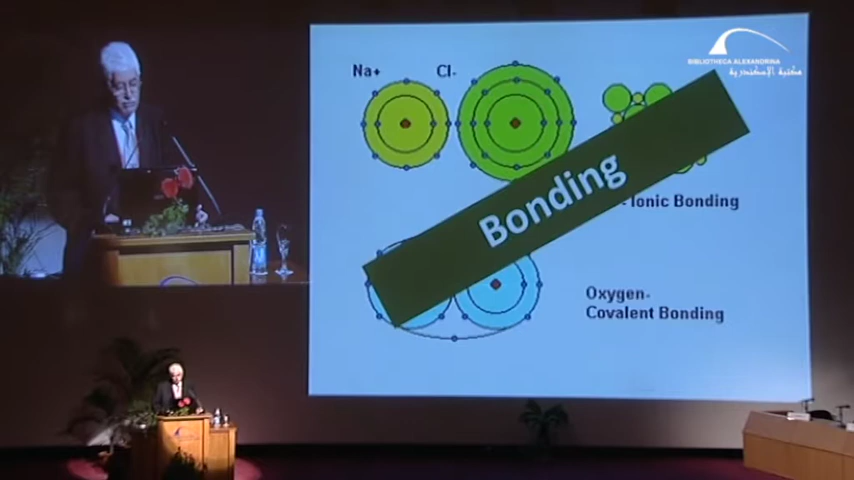 BIBLIOTHECA ALEXANDRINA
مكتبة الإسكندرية
Na+
Cl-
Bonding
- Ionic Bonding
Oxygen-
Covalent Bonding